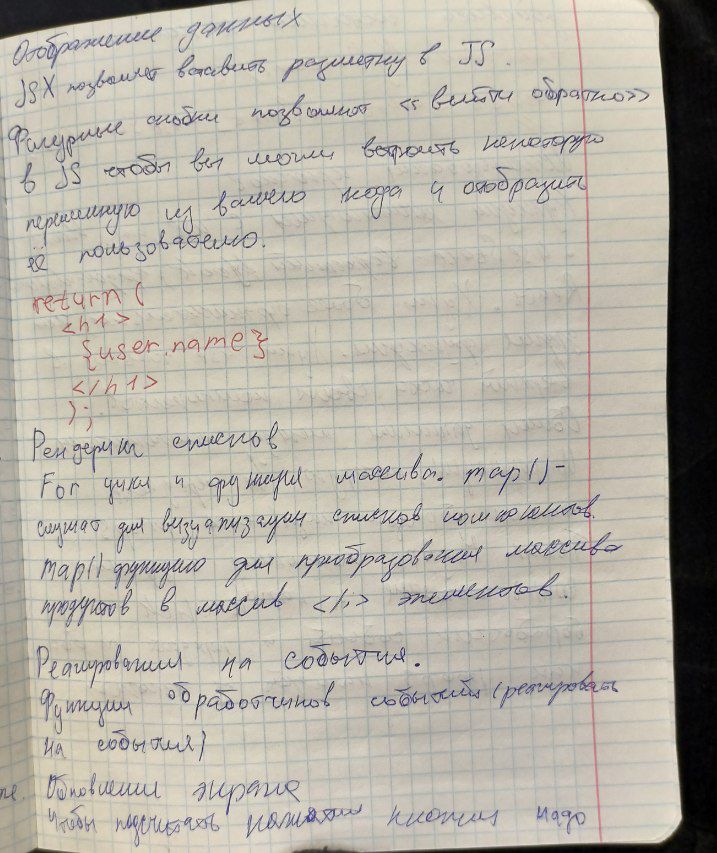 Отображение данных
JSX позволяет вставить разметку в JS.
Фигурные скобки позволяют «выйти обратно»
в JS чтобы вы могли встроить некоторую
переменную из вашего кода и отобразить
её пользователю.
return (
<h1>
{user.name}
</h1>
);
Рендеринг списков
For цикл и функция массива. map() -
служат для визуализации списков компонентов.
map() функцию для преобразования массива
продуктов в массив <li> элементов.
Реагирование на события.
Функции обработчиков событий (реагировать
на события)
Обновление экрана
Чтобы подсчитать нажатия кнопки надо